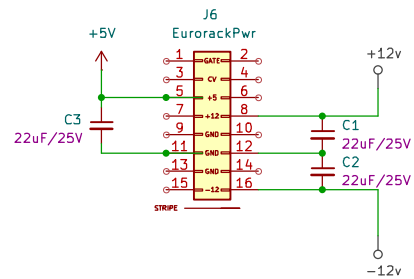 J6
EurorackPwr
+5V
+12v
1 GATE 2
3 CV 4
5 +5 6
7 +12 8
9 GND 10
11 GND 12
13 GND 14
15 -12 16
C3
22uF/25V
C1
22uF/25V
C2
22uF/25V
STRIPE
-12v